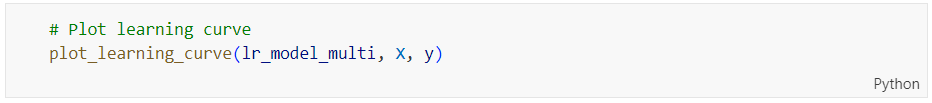 # Plot learning curve
plot_learning_curve(lr_model_multi, X, y)
Python